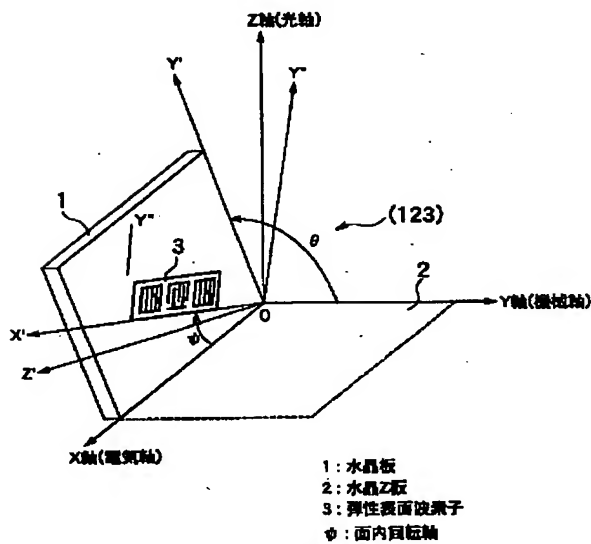 Z軸(光軸)
Y'
Y"
1
Y"
3
(123)
θ
2
Y軸(機械軸)
O
X'
ψ
Z'
X軸(電気軸)
1：水晶板
2：水晶Z板
3：弾性表面波素子
ψ：面内回転軸